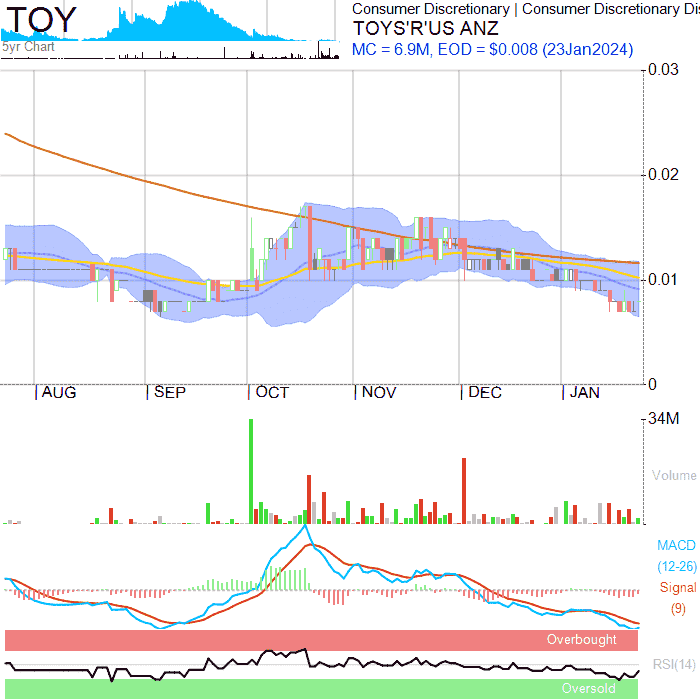 TOY
5yr Chart
Consumer Discretionary | Consumer Discretionary Dis
TOYS'R'US ANZ
MC = 6.9M, EOD = $0.008 (23Jan2024)
0.03
0.02
0.01
0
AUG SEP OCT NOV DEC JAN
34M
Volume
MACD
(12-26)
Signal
(9)
Overbought
RSI(14)
Oversold